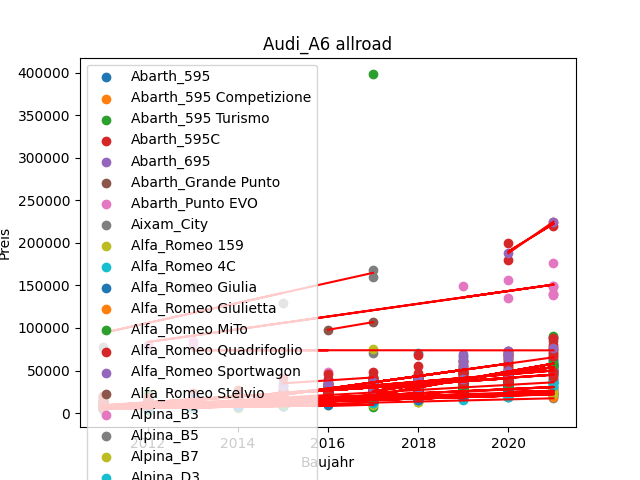 Audi_A6 allroad
400000
350000
300000
250000
200000
150000
100000
50000
0
Preis
Abarth_595
Abarth_595 Competizione
Abarth_595 Turismo
Abarth_595C
Abarth_695
Abarth_Grande Punto
Abarth_Punto EVO
Aixam_City
Alfa_Romeo 159
Alfa_Romeo 4C
Alfa_Romeo Giulia
Alfa_Romeo Giulietta
Alfa_Romeo MiTo
Alfa_Romeo Quadrifoglio
Alfa_Romeo Sportwagon
Alfa_Romeo Stelvio
Alpina_B3
Alpina_B5
Alpina_B7
Alpina_D3
2012 2014 2016 2018 2020
Baujahr